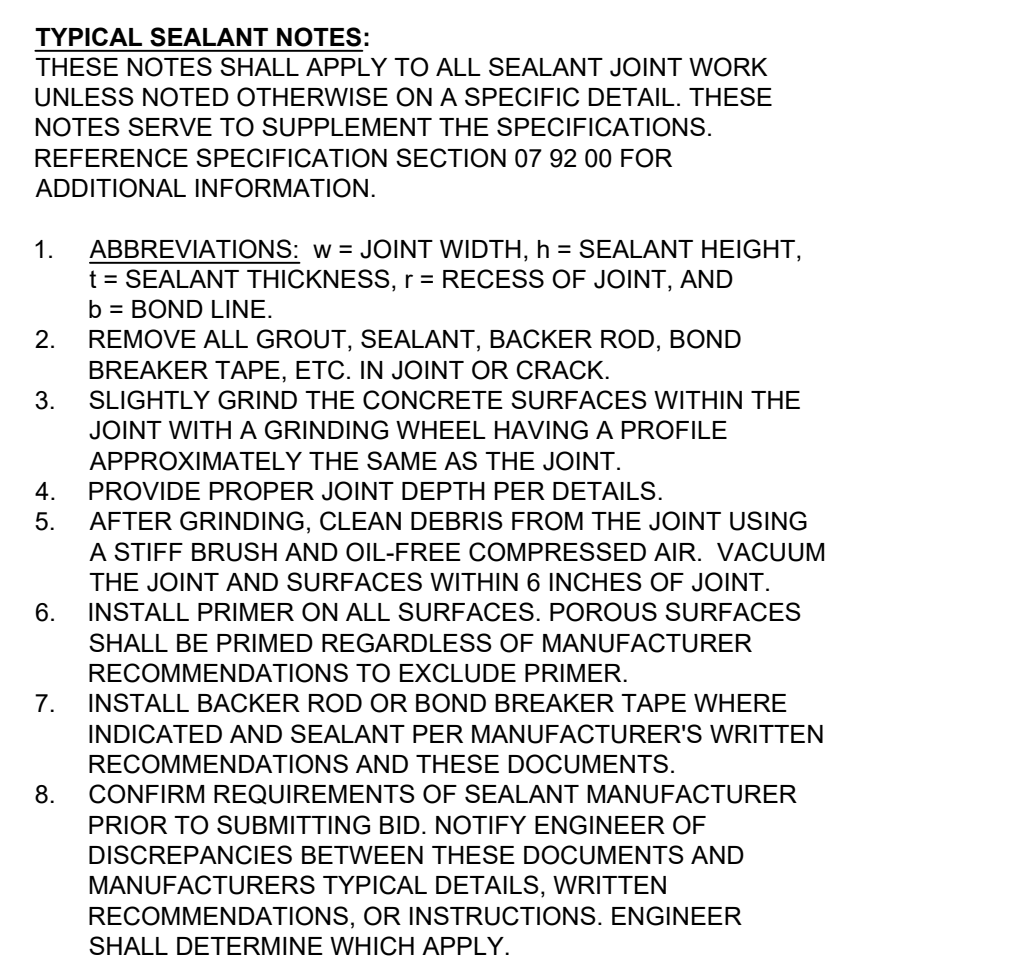 TYPICAL SEALANT NOTES:
THESE NOTES SHALL APPLY TO ALL SEALANT JOINT WORK
UNLESS NOTED OTHERWISE ON A SPECIFIC DETAIL. THESE
NOTES SERVE TO SUPPLEMENT THE SPECIFICATIONS.
REFERENCE SPECIFICATION SECTION 07 92 00 FOR
ADDITIONAL INFORMATION.
1. ABBREVIATIONS: w = JOINT WIDTH, h = SEALANT HEIGHT,
t = SEALANT THICKNESS, r = RECESS OF JOINT, AND
b = BOND LINE.
2. REMOVE ALL GROUT, SEALANT, BACKER ROD, BOND
BREAKER TAPE, ETC. IN JOINT OR CRACK.
3. SLIGHTLY GRIND THE CONCRETE SURFACES WITHIN THE
JOINT WITH A GRINDING WHEEL HAVING A PROFILE
APPROXIMATELY THE SAME AS THE JOINT.
4. PROVIDE PROPER JOINT DEPTH PER DETAILS.
5. AFTER GRINDING, CLEAN DEBRIS FROM THE JOINT USING
A STIFF BRUSH AND OIL-FREE COMPRESSED AIR. VACUUM
THE JOINT AND SURFACES WITHIN 6 INCHES OF JOINT.
6. INSTALL PRIMER ON ALL SURFACES. POROUS SURFACES
SHALL BE PRIMED REGARDLESS OF MANUFACTURER
RECOMMENDATIONS TO EXCLUDE PRIMER.
7. INSTALL BACKER ROD OR BOND BREAKER TAPE WHERE
INDICATED AND SEALANT PER MANUFACTURER'S WRITTEN
RECOMMENDATIONS AND THESE DOCUMENTS.
8. CONFIRM REQUIREMENTS OF SEALANT MANUFACTURER
PRIOR TO SUBMITTING BID. NOTIFY ENGINEER OF
DISCREPANCIES BETWEEN THESE DOCUMENTS AND
MANUFACTURERS TYPICAL DETAILS, WRITTEN
RECOMMENDATIONS, OR INSTRUCTIONS. ENGINEER
SHALL DETERMINE WHICH APPLY.